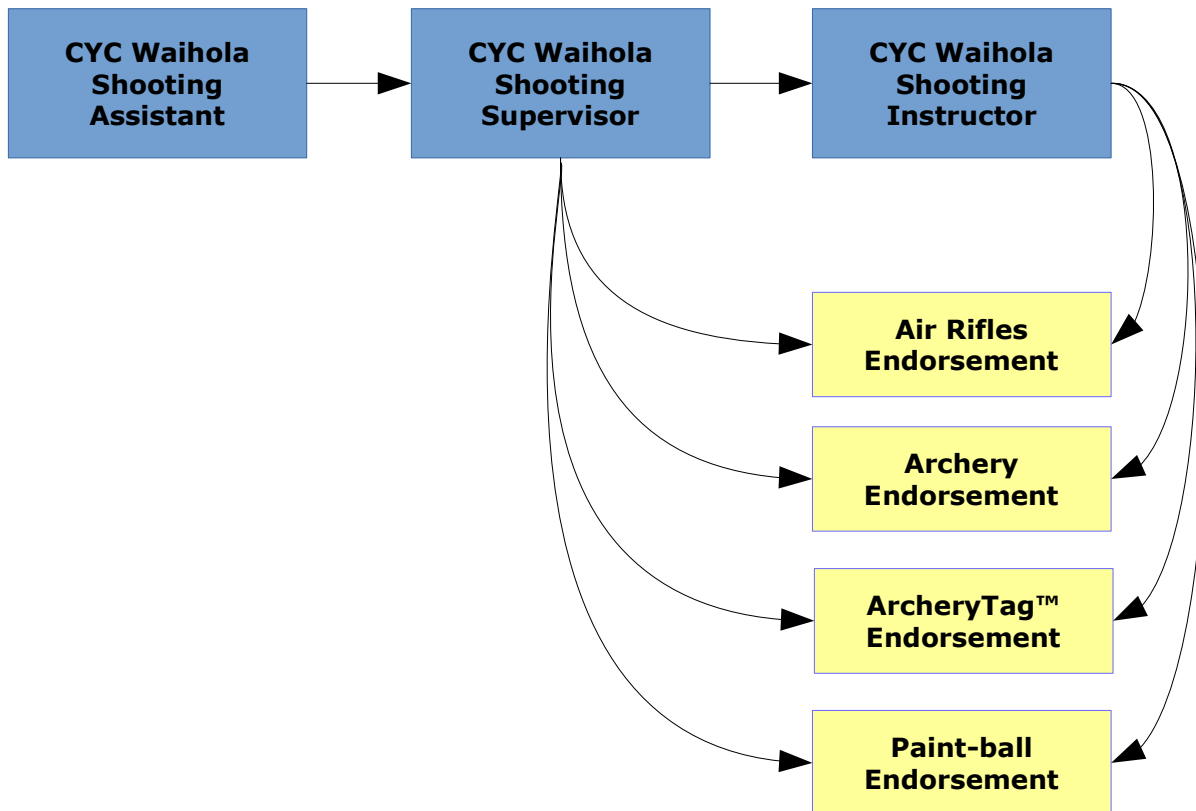 CYC Waihola
Shooting
Assistant
CYC Waihola
Shooting
Supervisor
CYC Waihola
Shooting
Instructor
Air Rifles
Endorsement
Archery
Endorsement
ArcheryTag™
Endorsement
Paint-ball
Endorsement